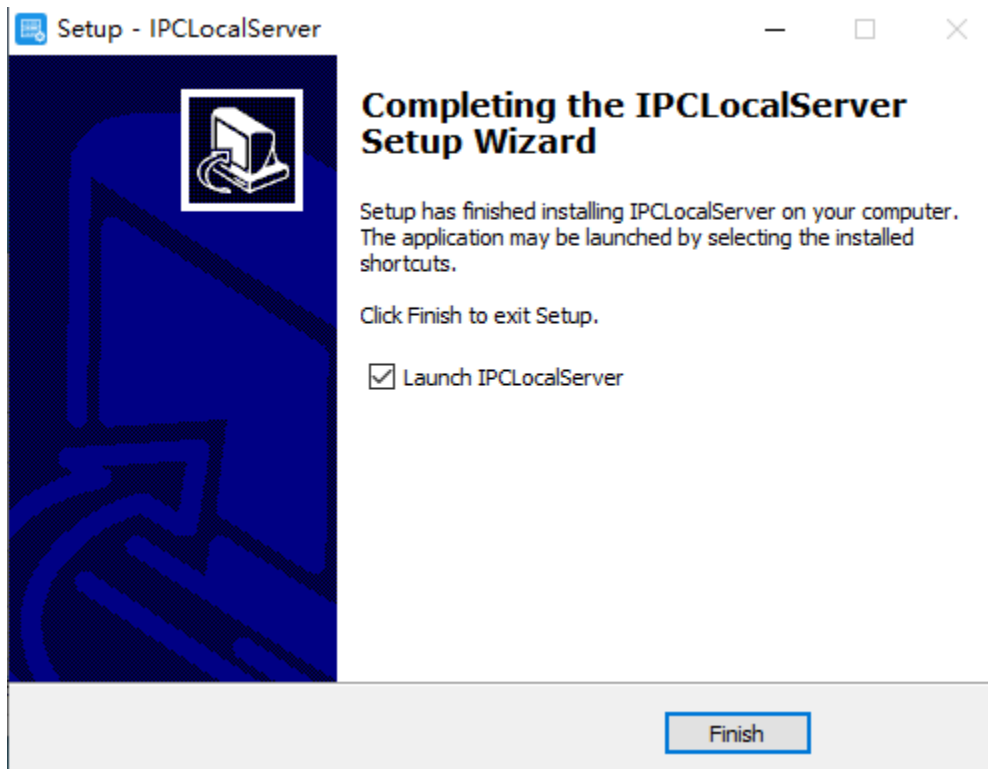 Setup - IPCLocalServer
Completing the IPCLocalServer
Setup Wizard
Setup has finished installing IPCLocalServer on your computer.
The application may be launched by selecting the installed
shortcuts.
Click Finish to exit Setup.
Launch IPCLocalServer
Finish